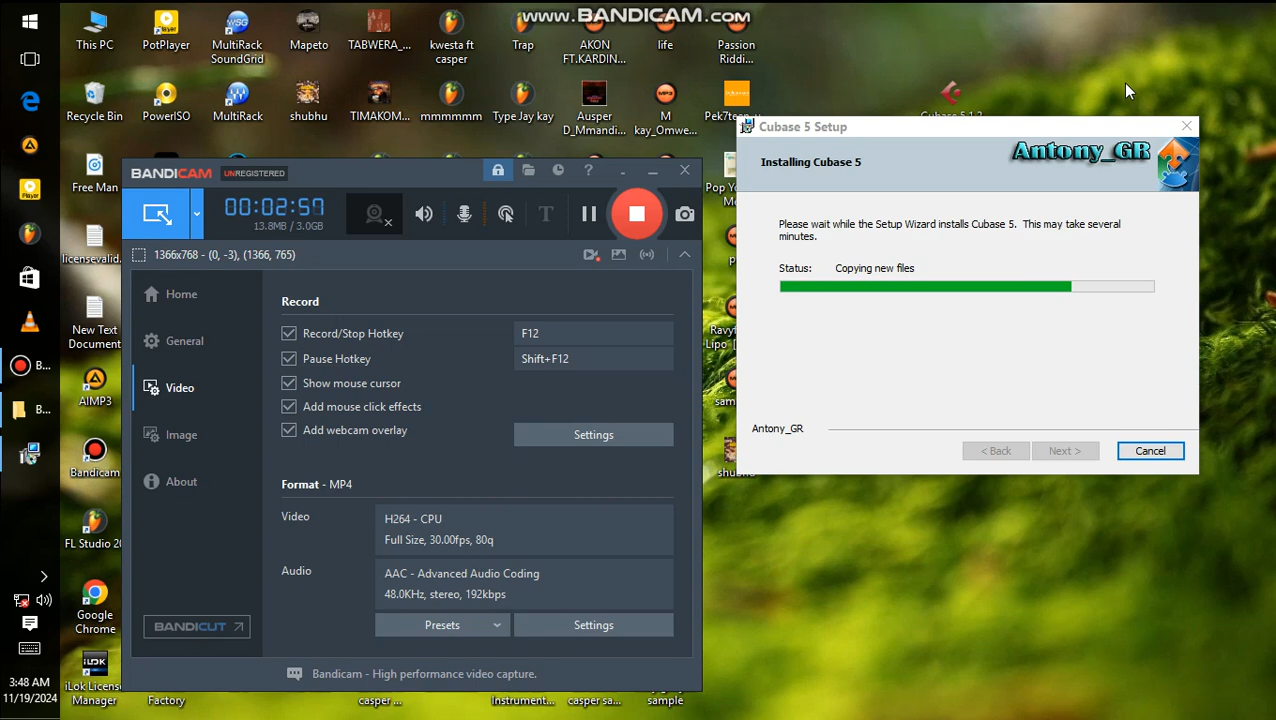 www.BANDICAM.com
This PC
PotPlayer
MultiRack
SoundGrid
Mapeto
TABWERA_...
kwesta ft
casper
Trap
AKON
FT.KARDIN...
life
Passion
Riddi...
Recycle Bin
PowerISO
MultiRack
shubhu
TIMAKOM...
mmmmmm
Type Jay kay
Ausper
D_Mmandi...
M
kay_Omwe...
Cubase 5.1.2
Free Man
licensevalid...
New Text
Document...
AIMP3
Bandicam
FL Studio 20
Google
Chrome
iLok License
Manager
Factory
casper ...
Instrument...
casper sa...
sample
B...
B...
3:48 AM
11/19/2024
BANDICAM
UNREGISTERED
00:02:57
13.8MB / 3.0GB
1366x768 - (0, -3), (1366, 765)
Home
General
Video
Image
About
BANDICUT
Record
Record/Stop Hotkey
F12
Pause Hotkey
Shift+F12
Show mouse cursor
Add mouse click effects
Add webcam overlay
Settings
Format - MP4
Video
H264 - CPU
Full Size, 30.00fps, 80q
Audio
AAC - Advanced Audio Coding
48.0KHz, stereo, 192kbps
Presets
Settings
Bandicam - High performance video capture.
Cubase 5 Setup
Installing Cubase 5
Antony_GR
Please wait while the Setup Wizard installs Cubase 5. This may take several
minutes.
Status:
Copying new files
Antony_GR
< Back
Next >
Cancel